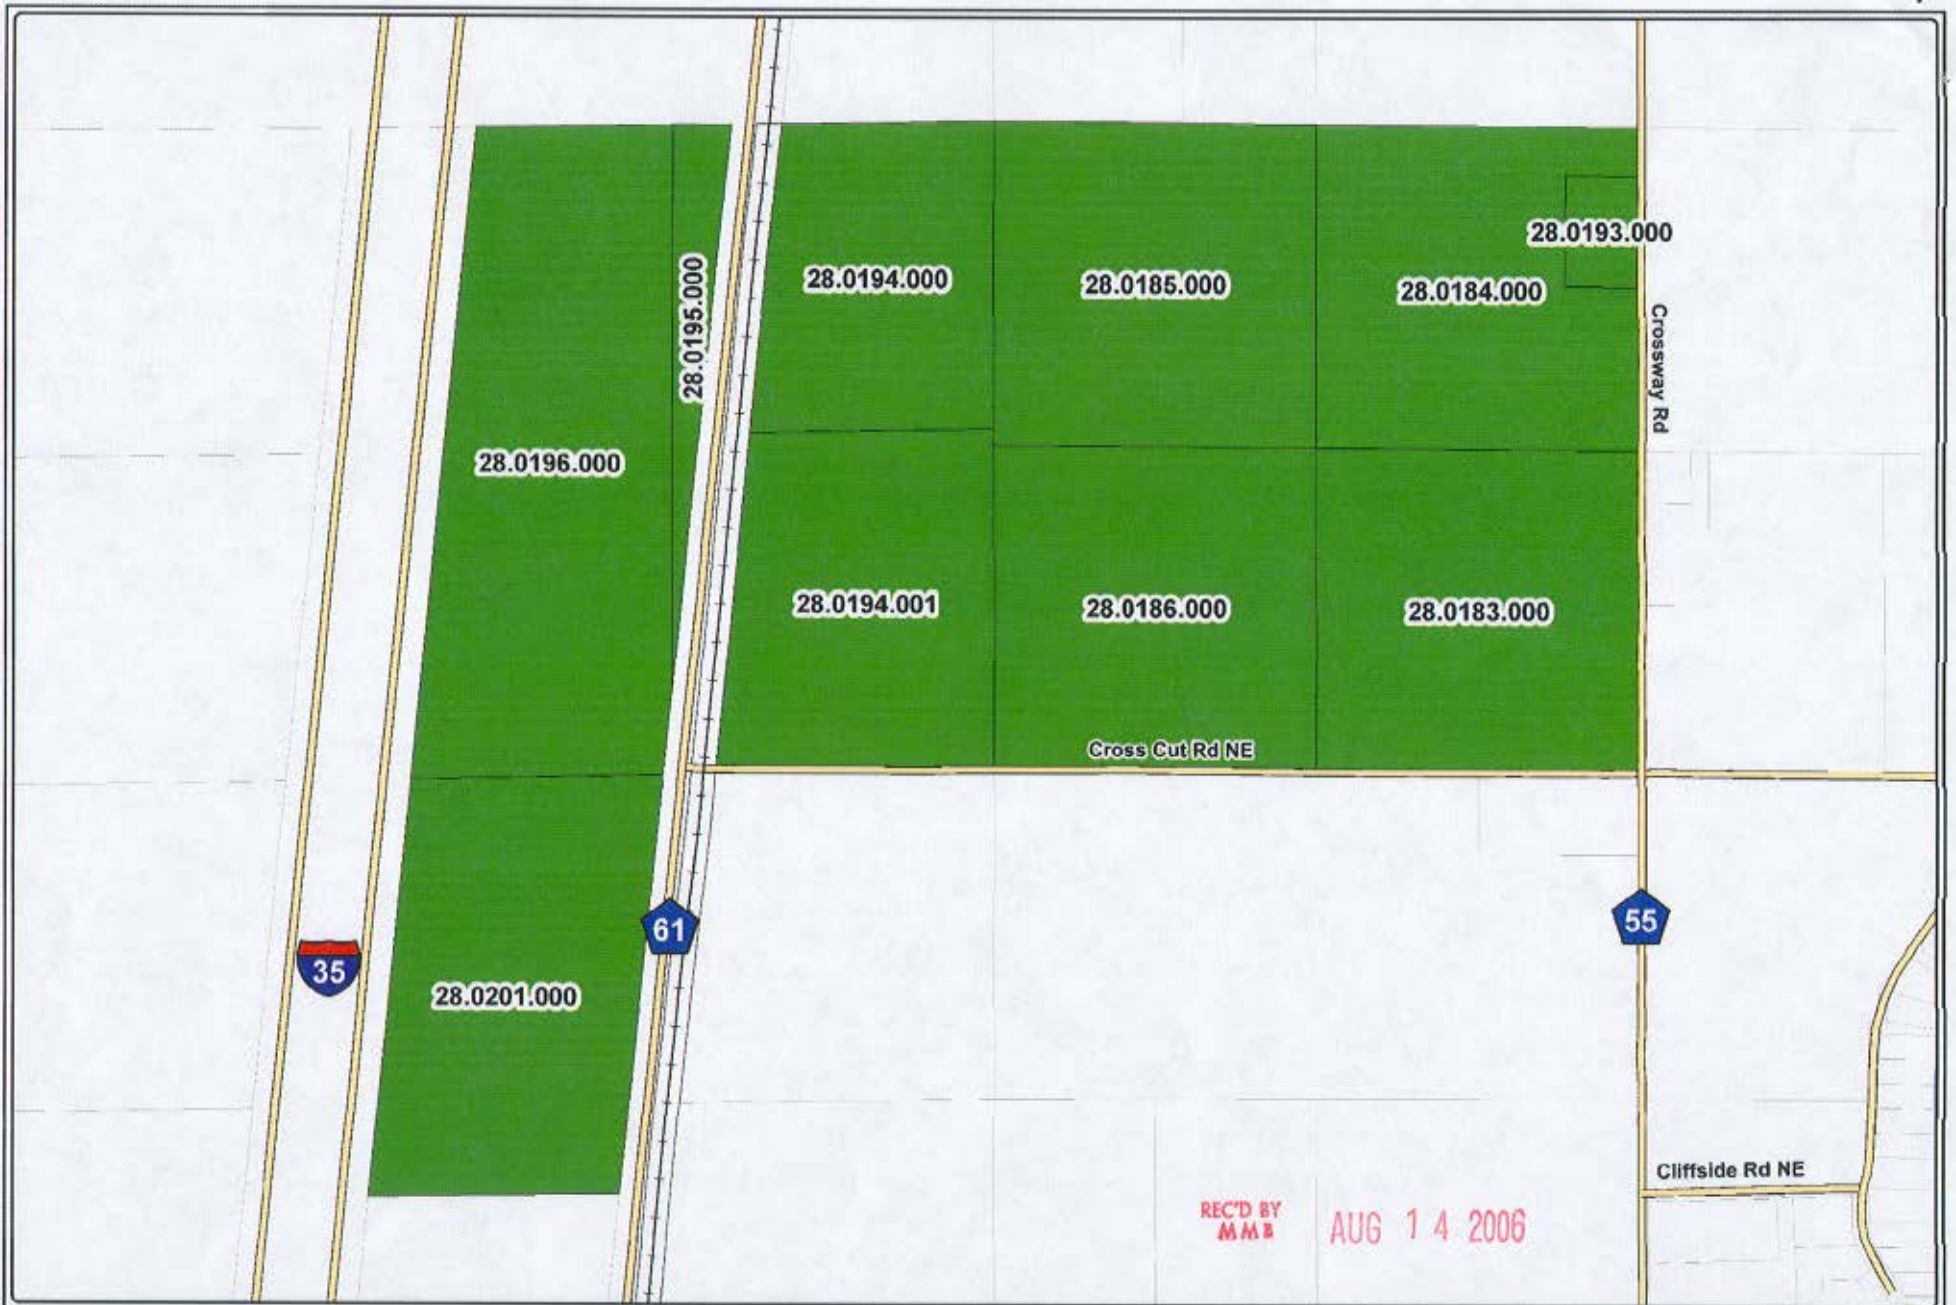 28.0193.000
28.0194.000
28.0185.000
28.0184.000
28.0195.000
Crossway Rd
28.0196.000
28.0194.001
28.0186.000
28.0183.000
Cross Cut Rd NE
61
55
35
28.0201.000
Cliffside Rd NE
REC'D BY
MMB
AUG 14 2006